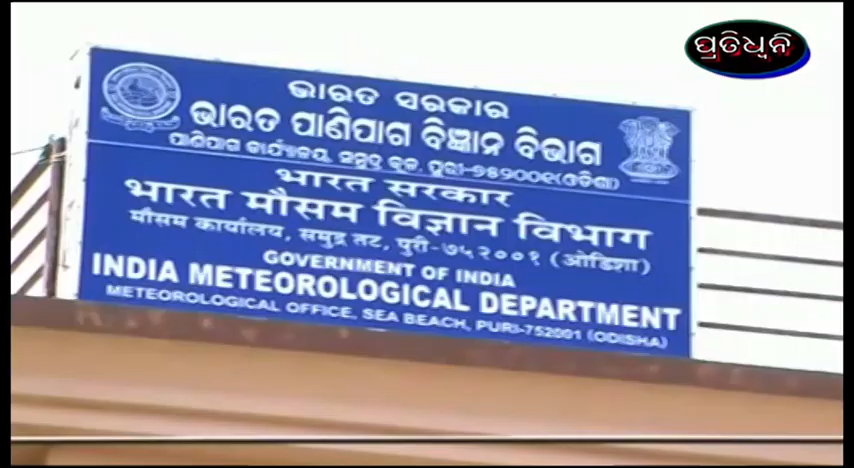 ପ୍ରତିଧ୍ୱନି
ଭାରତ ସରକାର
ଭାରତ ପାଣିପାଗ ବିଜ୍ଞାନ ବିଭାଗ
ପାଣିପାଗ କାର୍ଯ୍ୟାଳୟ, ସମୁଦ୍ର କୂଳ, ପୁରୀ-୭୫୨୦୦୧(ଓଡିଶା)
भारत सरकार
भारत मौसम विज्ञान विभाग
मौसम कार्यालय, समुद्र तट, पुरी-७५२००१ (ओडिशा)
GOVERNMENT OF INDIA
INDIA METEOROLOGICAL DEPARTMENT
METEOROLOGICAL OFFICE, SEA BEACH, PURI-752001 (ODISHA)